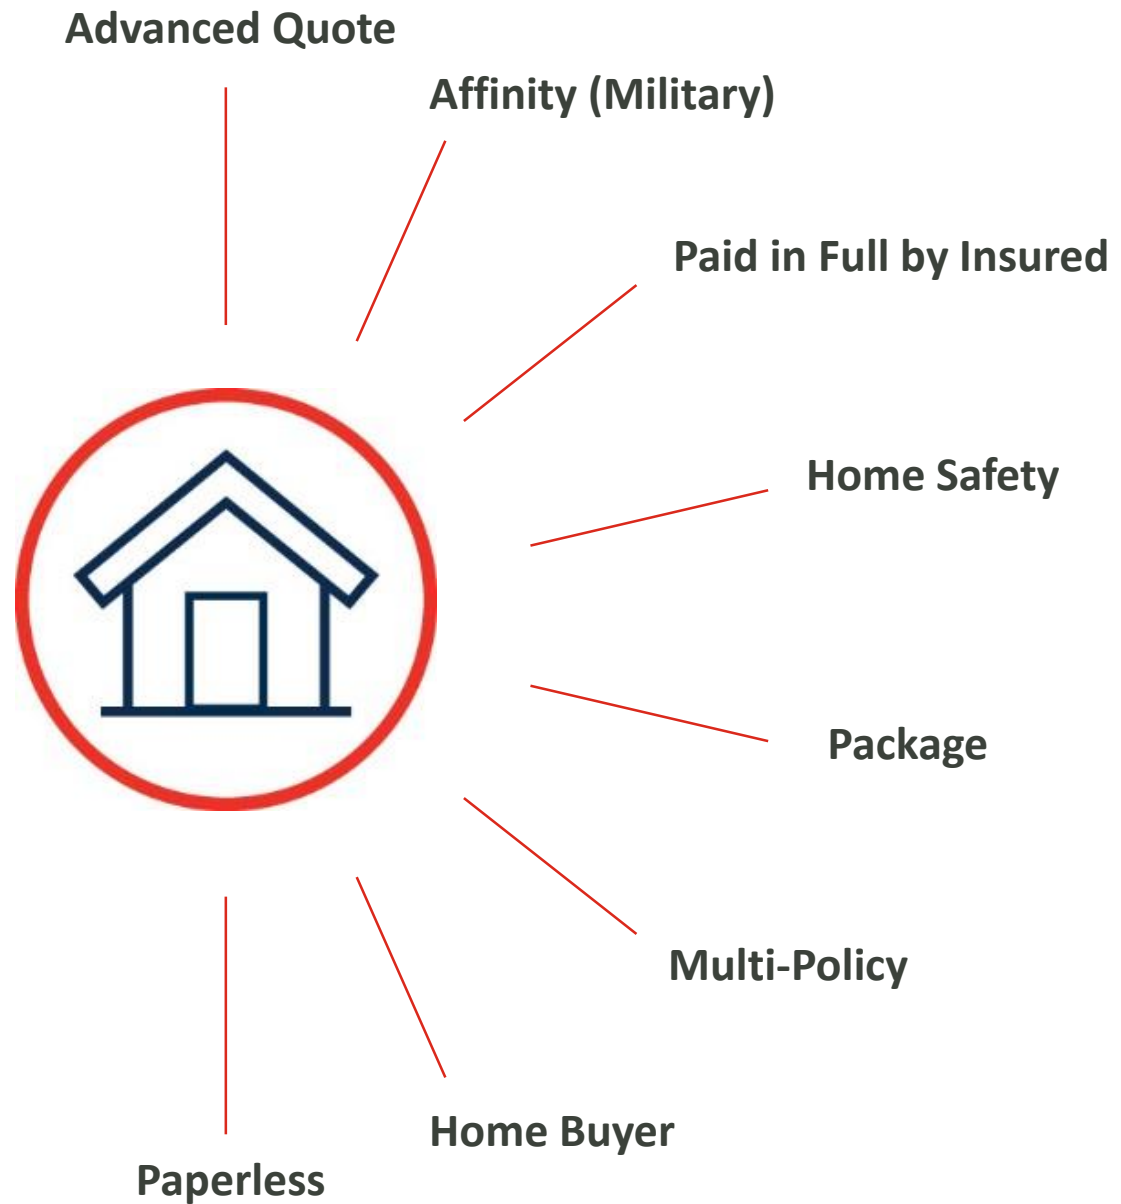 Advanced Quote
Affinity (Military)
Paid in Full by Insured
Home Safety
Package
Multi-Policy
Home Buyer
Paperless